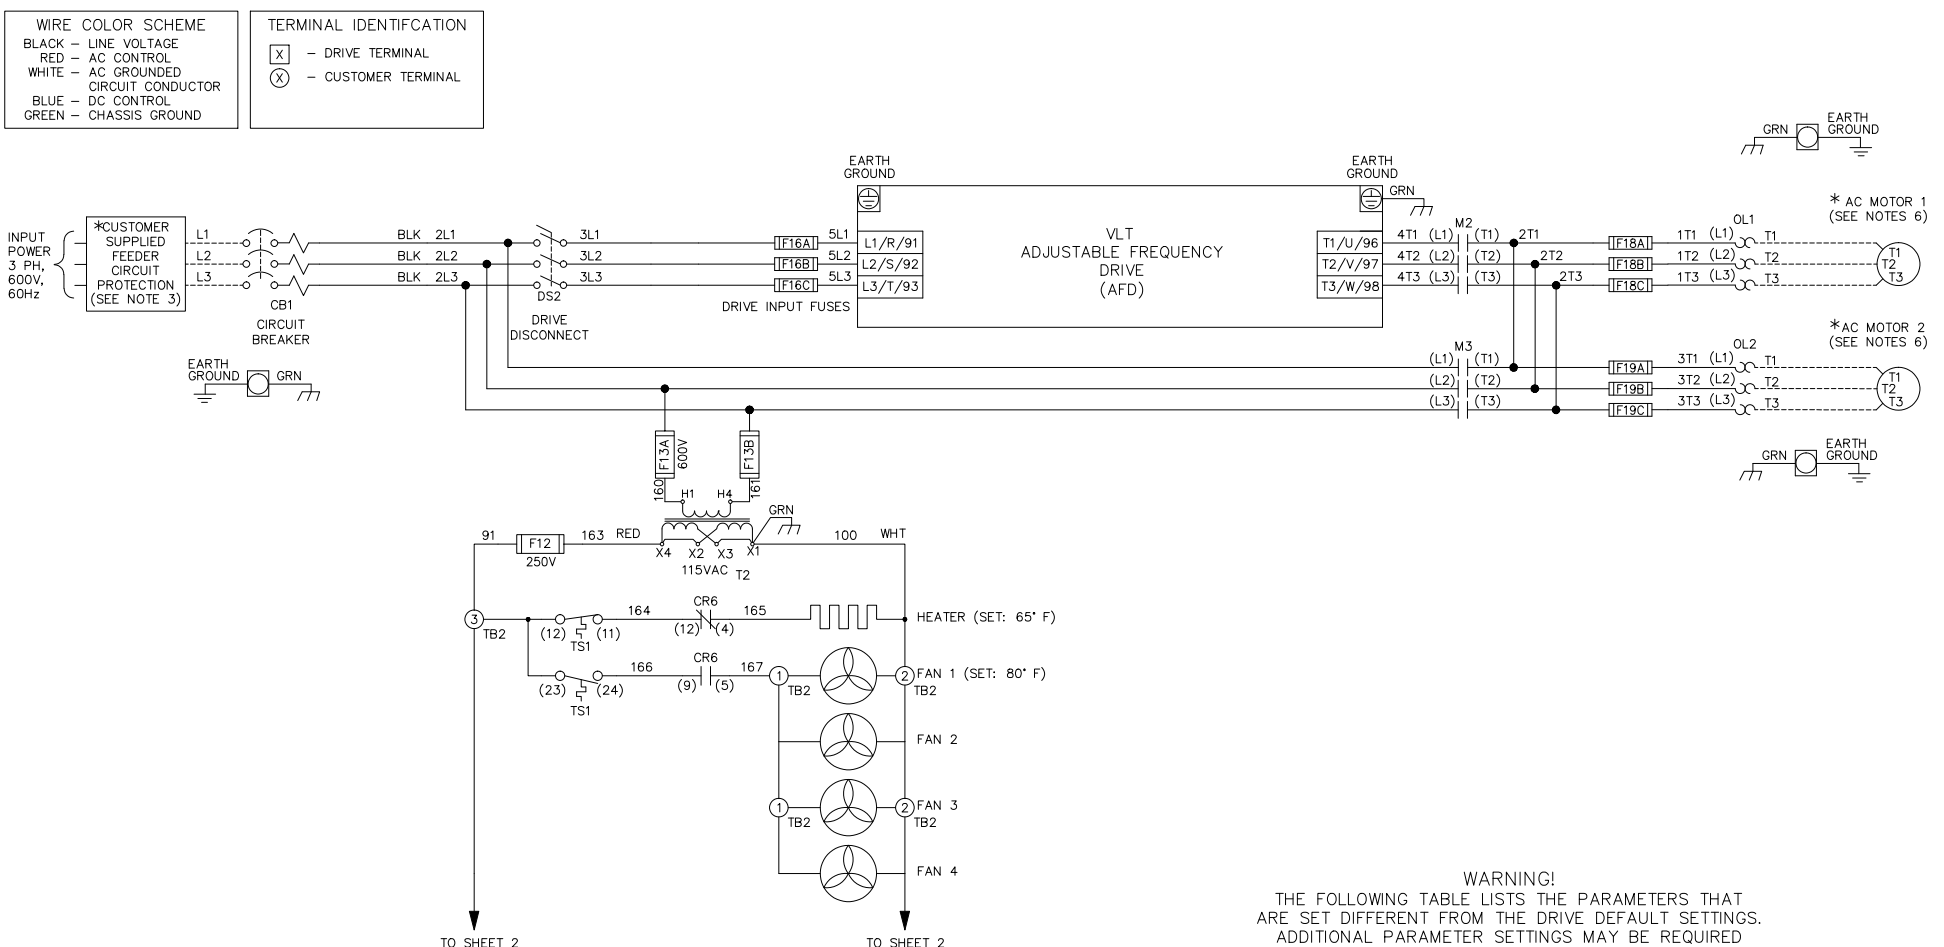 WIRE COLOR SCHEME
BLACK – LINE VOLTAGE
RED – AC CONTROL
WHITE – AC GROUNDED
CIRCUIT CONDUCTOR
BLUE – DC CONTROL
GREEN – CHASSIS GROUND
TERMINAL IDENTIFCATION
X – DRIVE TERMINAL
X – CUSTOMER TERMINAL
INPUT
POWER
3 PH,
600V,
60Hz
*CUSTOMER
SUPPLIED
FEEDER
CIRCUIT
PROTECTION
(SEE NOTE 3)
L1
L2
L3
CB1
CIRCUIT
BREAKER
EARTH
GROUND
GRN
BLK 2L1
BLK 2L2
BLK 2L3
DS2
DRIVE
DISCONNECT
3L1
3L2
3L3
F16A
F16B
F16C
DRIVE INPUT FUSES
5L1
5L2
5L3
EARTH
GROUND
L1/R/91
L2/S/92
L3/T/93
VLT
ADJUSTABLE FREQUENCY
DRIVE
(AFD)
EARTH
GROUND
GRN
T1/U/96
T2/V/97
T3/W/98
M2
4T1 (L1) (T1) 2T1
4T2 (L2) (T2) 2T2
4T3 (L3) (T3) 2T3
F18A
F18B
F18C
OL1
1T1 (L1) T1
1T2 (L2) T2
1T3 (L3) T3
GRN
EARTH
GROUND
* AC MOTOR 1
(SEE NOTES 6)
T1
T2
T3
M3
(L1) (T1)
(L2) (T2)
(L3) (T3)
F19A
F19B
F19C
OL2
3T1 (L1) T1
3T2 (L2) T2
3T3 (L3) T3
*AC MOTOR 2
(SEE NOTES 6)
T1
T2
T3
GRN
EARTH
GROUND
F13A
600V
F13B
160
161
H1 H4
GRN
91
F12
250V
163 RED
X4 X2 X3 X1
115VAC T2
100 WHT
3
TB2
(12) (11)
TS1
164
CR6
(12) (4)
165
HEATER (SET: 65° F)
(23) (24)
TS1
166
CR6
(9) (5)
167
1
TB2
2
TB2
FAN 1 (SET: 80° F)
FAN 2
1
TB2
2
TB2
FAN 3
FAN 4
TO SHEET 2
TO SHEET 2
WARNING!
THE FOLLOWING TABLE LISTS THE PARAMETERS THAT
ARE SET DIFFERENT FROM THE DRIVE DEFAULT SETTINGS.
ADDITIONAL PARAMETER SETTINGS MAY BE REQUIRED